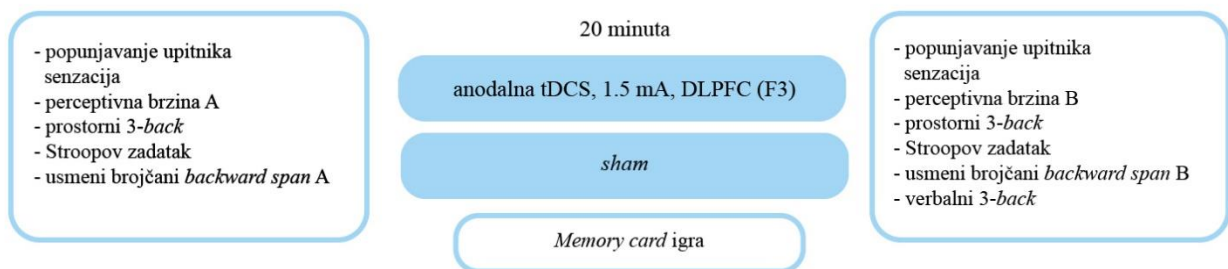 - popunjavanje upitnika
senzacija
- perceptivna brzina A
- prostorni 3-back
- Stroopov zadatak
- usmeni brojčani backward span A
20 minuta
anodalna tDCS, 1.5 mA, DLPFC (F3)
sham
Memory card igra
- popunjavanje upitnika
senzacija
- perceptivna brzina B
- prostorni 3-back
- Stroopov zadatak
- usmeni brojčani backward span B
- verbalni 3-back